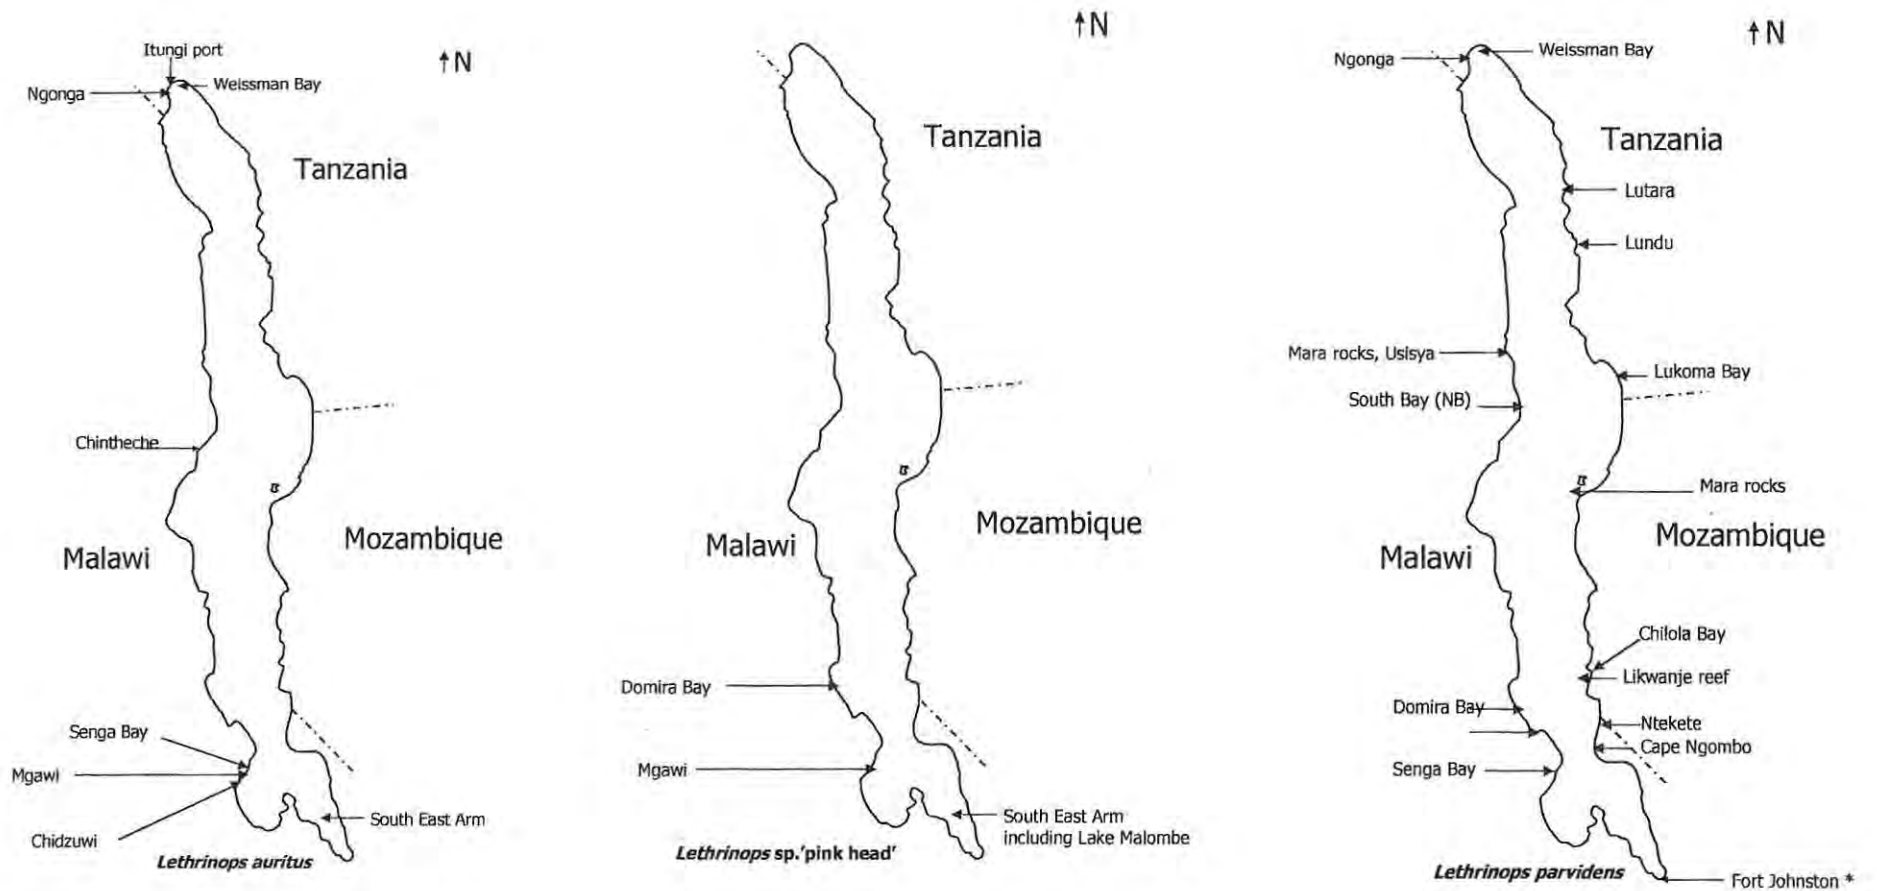 Itungi port
↑N
Weissman Bay
Ngonga
Tanzania
Chintheche
Malawi
Mozambique
Senga Bay
Mgawi
South East Arm
Chidzuwi
Lethrinops auritus
↑N
Tanzania
Mozambique
Malawi
Domira Bay
Mgawi
South East Arm
including Lake Malombe
Lethrinops sp.'pink head'
↑N
Weissman Bay
Ngonga
Tanzania
Lutara
Lundu
Mara rocks, Usisya
Lukoma Bay
South Bay (NB)
Mara rocks
Mozambique
Malawi
Chilola Bay
Likwanje reef
Domira Bay
Ntekete
Cape Ngombo
Senga Bay
Lethrinops parvidens
Fort Johnston *